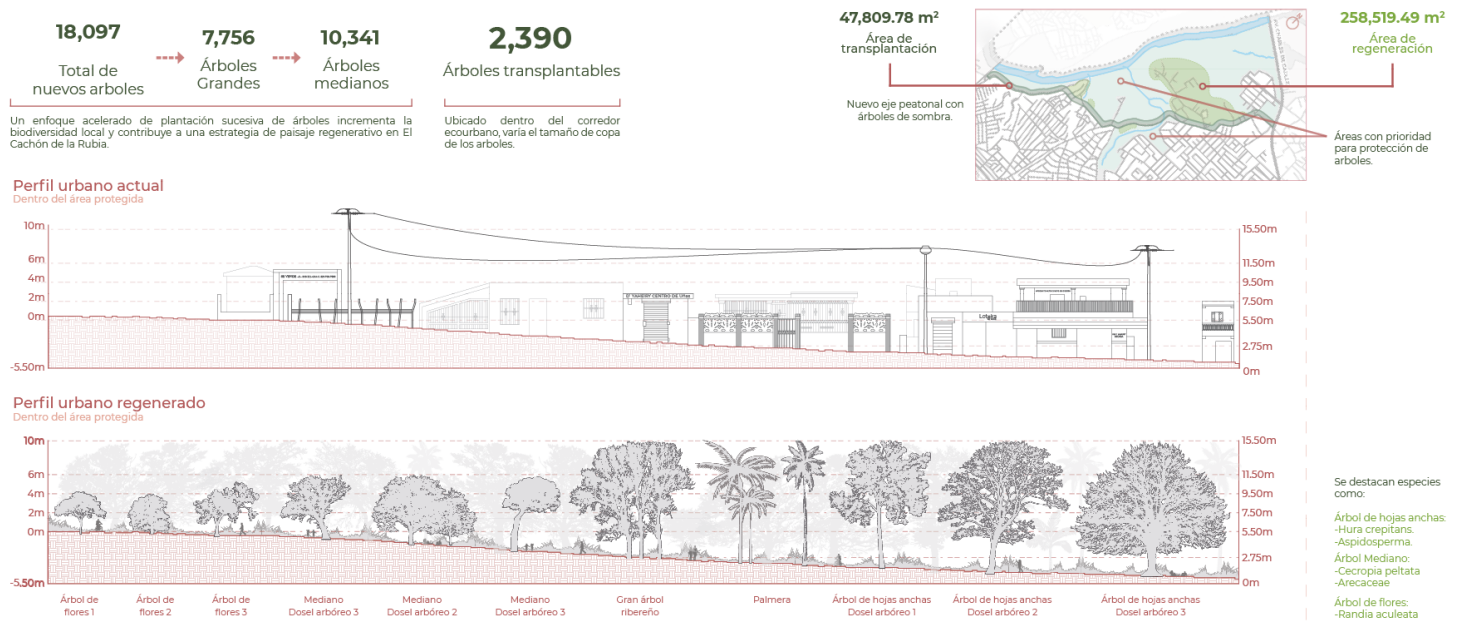 18,097
Total de
nuevos arboles
7,756
Árboles
Grandes
10,341
Árboles
medianos
Un enfoque acelerado de plantación sucesiva de árboles incrementa la
biodiversidad local y contribuye a una estrategia de paisaje regenerativo en El
Cachón de la Rubia.
2,390
Árboles transplantables
Ubicado dentro del corredor
ecourbano, varía el tamaño de copa
de los arboles.
47,809.78 m²
Área de
transplantación
Nuevo eje peatonal con
árboles de sombra.
258,519.49 m²
Área de
regeneración
Áreas con prioridad
para protección de
arboles.
Perfil urbano actual
Dentro del área protegida
10m
6m
4m
2m
0m
-5.50m
15.50m
11.50m
9.50m
7.50m
5.50m
2.75m
0m
Perfil urbano regenerado
Dentro del área protegida
10m
6m
4m
2m
0m
-5.50m
15.50m
11.50m
9.50m
7.50m
5.50m
2.75m
0m
Árbol de
flores 1
Árbol de
flores 2
Árbol de
flores 3
Mediano
Dosel arbóreo 3
Mediano
Dosel arbóreo 2
Mediano
Dosel arbóreo 3
Gran árbol
ribereño
Palmera
Árbol de hojas anchas
Dosel arbóreo 1
Árbol de hojas anchas
Dosel arbóreo 2
Árbol de hojas anchas
Dosel arbóreo 3
Se destacan especies
como:
Árbol de hojas anchas:
-Hura crepitans.
-Aspidosperma.
Árbol Mediano:
-Cecropia peltata
-Arecaceae
Árbol de flores:
-Randia aculeata